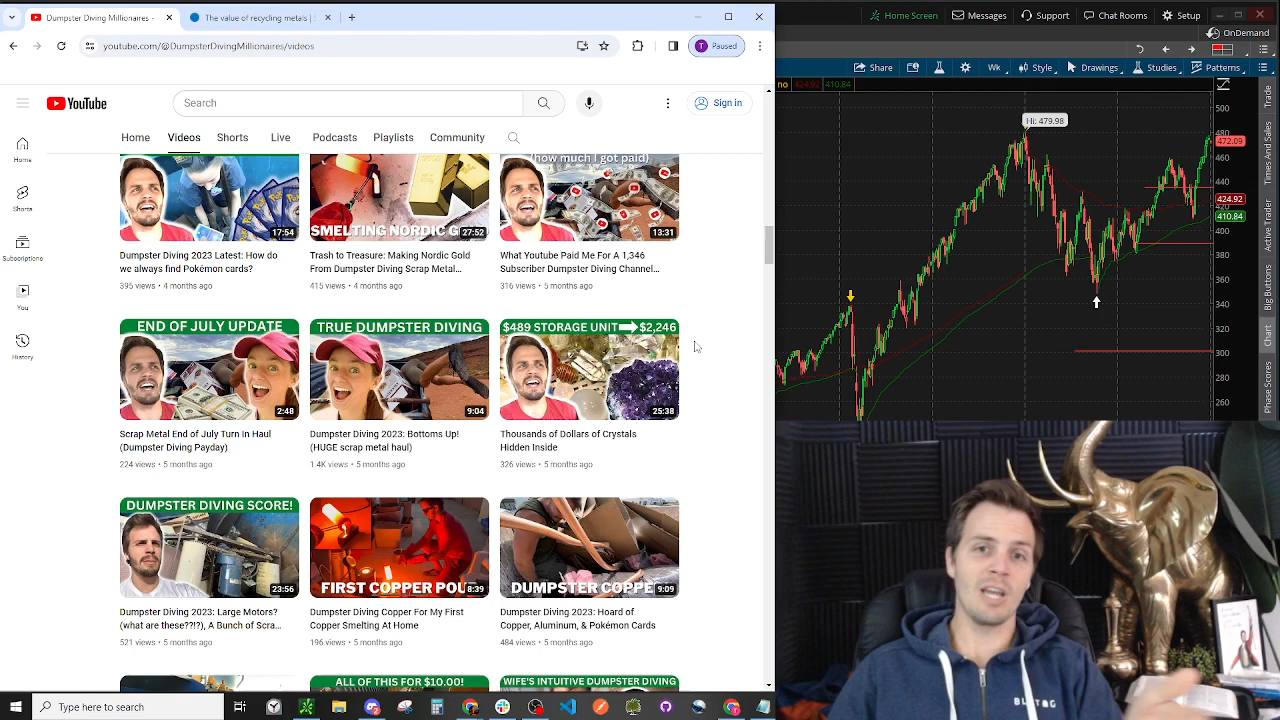 Dumpster Diving Millionaires -
The value of recycling metals |
youtube.com/@DumpsterDivingMillionaires/videos
T Paused
YouTube
Search
Sign in
Home
Videos
Shorts
Live
Podcasts
Playlists
Community
Home
Shorts
Subscriptions
You
History
17:54
SMELTING NORDIC G
27:52
(how much I got paid)
13:31
Dumpster Diving 2023 Latest: How do
we always find Pokémon cards?
395 views • 4 months ago
Trash to Treasure: Making Nordic Gold
From Dumpster Diving Scrap Metal...
415 views • 4 months ago
What Youtube Paid Me For A 1,346
Subscriber Dumpster Diving Channel...
316 views • 5 months ago
END OF JULY UPDATE
2:48
TRUE DUMPSTER DIVING
9:04
$489 STORAGE UNIT $2,246
25:38
Scrap Metal End of July Turn In Haul
(Dumpster Diving Payday)
224 views • 5 months ago
Dumpster Diving 2023: Bottoms Up!
(HUGE scrap metal haul)
1.4K views • 5 months ago
Thousands of Dollars of Crystals
Hidden Inside
326 views • 5 months ago
DUMPSTER DIVING SCORE!
23:56
FIRST COPPER POU
8:39
DUMPSTER COPPE
9:09
Dumpster Diving 2023: Large Motors?
(what are these??!?), A Bunch of Scra...
521 views • 5 months ago
Dumpster Diving Copper For My First
Copper Smelting At Home
196 views • 5 months ago
Dumpster Diving 2023: Hoard of
Copper, Aluminum, & Pokémon Cards
484 views • 5 months ago
ALL OF THIS FOR $10.00!
WIFE'S INTUITIVE DUMPSTER DIVING
Type here to search
Home Screen
Messages
Support
Chat Rooms
Setup
OnDemand
Share
Wk
Style
Drawings
Studies
Patterns
no 424.92 410.84
Hi: 479.98
500
480
472.09
460
440
424.92
420
410.84
400
380
360
340
320
300
280
260
Trade
Times And Sales
Active Trader
Big Buttons
Chart
Phase Scores